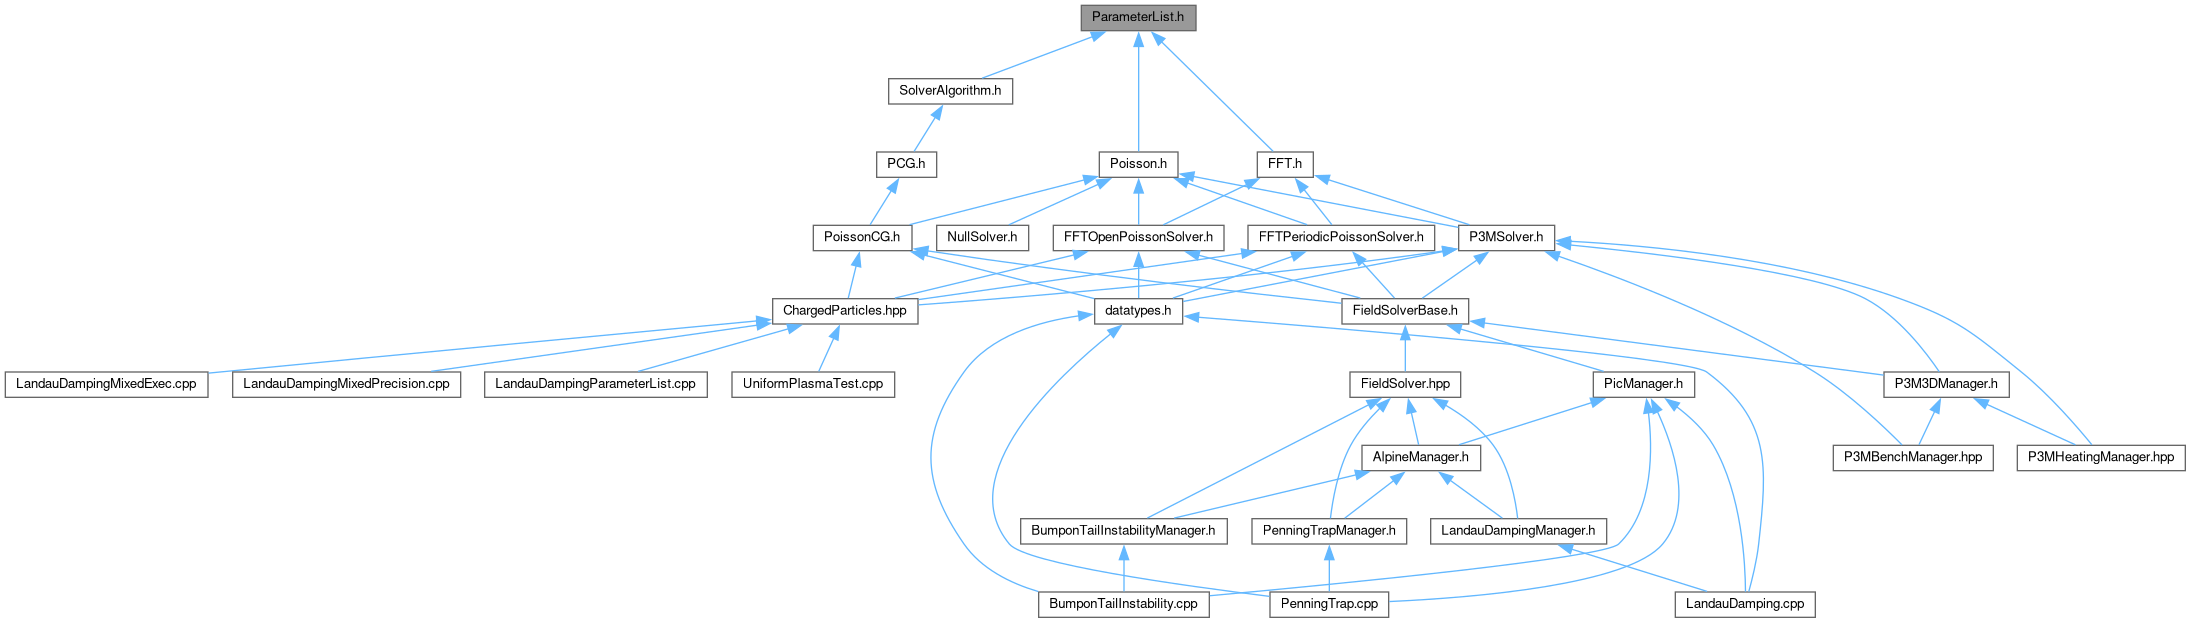 ParameterList.h
SolverAlgorithm.h
PCG.h
Poisson.h
FFT.h
PoissonCG.h
NullSolver.h
FFTOpenPoissonSolver.h
FFTPeriodicPoissonSolver.h
P3MSolver.h
ChargedParticles.hpp
datatypes.h
FieldSolverBase.h
LandauDampingMixedExec.cpp
LandauDampingMixedPrecision.cpp
LandauDampingParameterList.cpp
UniformPlasmaTest.cpp
FieldSolver.hpp
PicManager.h
P3M3DManager.h
AlpineManager.h
P3MBenchManager.hpp
P3MHeatingManager.hpp
BumponTailInstabilityManager.h
PenningTrapManager.h
LandauDampingManager.h
BumponTailInstability.cpp
PenningTrap.cpp
LandauDamping.cpp